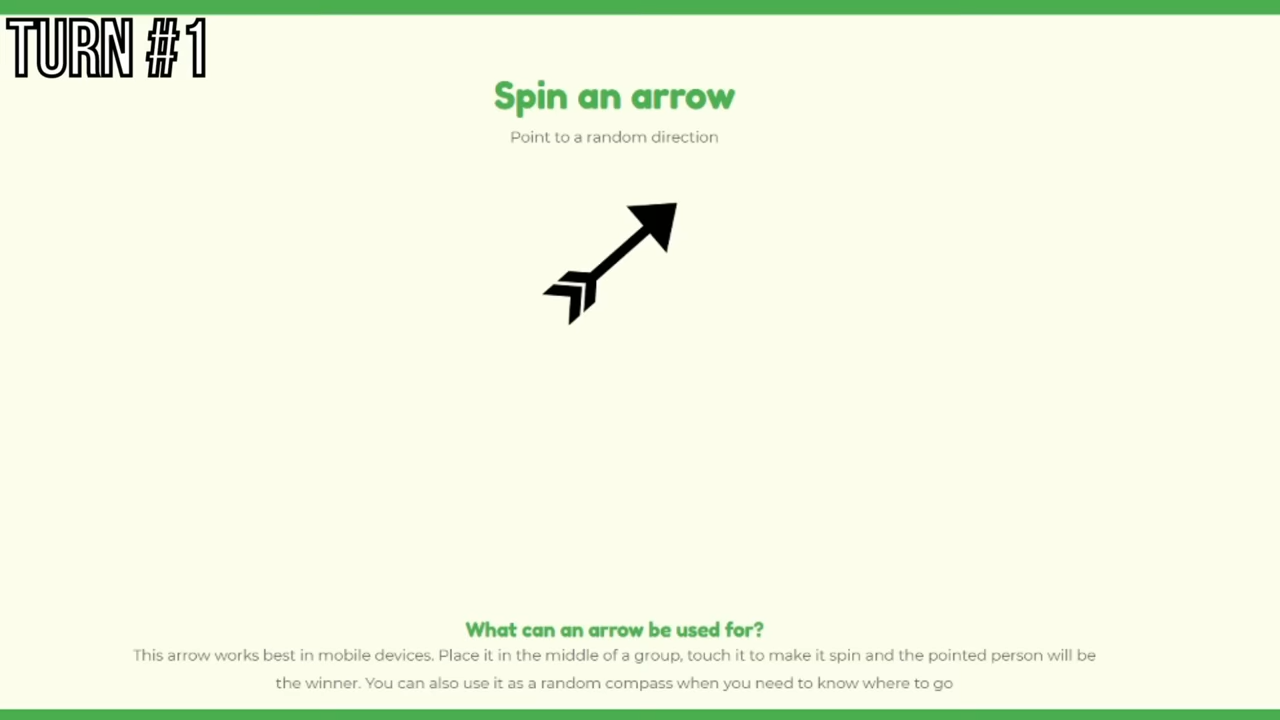 TURN #1
Spin an arrow
Point to a random direction
What can an arrow be used for?
This arrow works best in mobile devices. Place it in the middle of a group, touch it to make it spin and the pointed person will be
the winner. You can also use it as a random compass when you need to know where to go